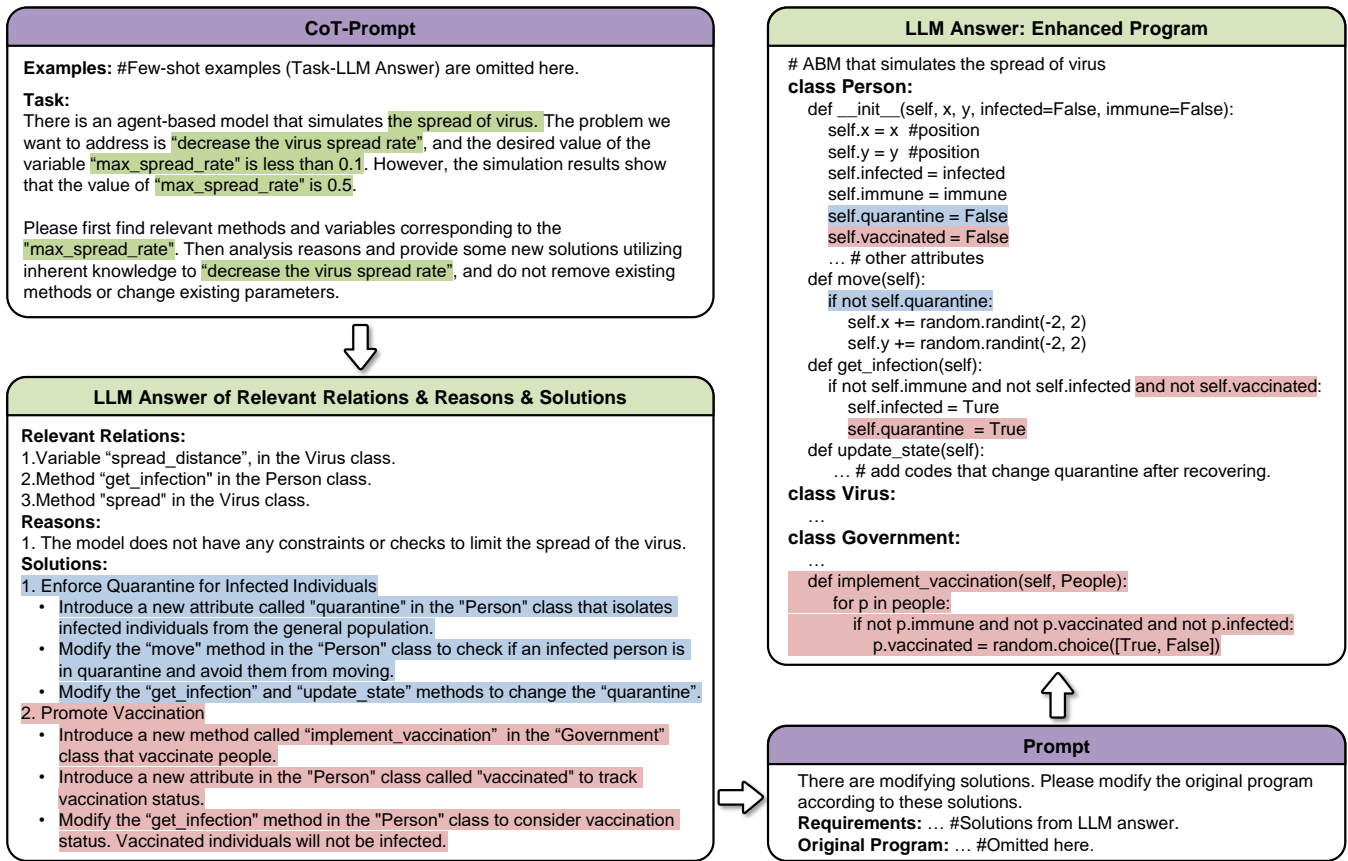 CoT-Prompt
Examples: #Few-shot examples (Task-LLM Answer) are omitted here.
Task:
There is an agent-based model that simulates the spread of virus. The problem we
want to address is “decrease the virus spread rate”, and the desired value of the
variable “max_spread_rate" is less than 0.1. However, the simulation results show
that the value of “max_spread_rate" is 0.5.
Please first find relevant methods and variables corresponding to the
"max_spread_rate". Then analysis reasons and provide some new solutions utilizing
inherent knowledge to “decrease the virus spread rate”, and do not remove existing
methods or change existing parameters.
LLM Answer of Relevant Relations & Reasons & Solutions
Relevant Relations:
1.Variable “spread_distance”, in the Virus class.
2.Method “get_infection" in the Person class.
3.Method "spread" in the Virus class.
Reasons:
1. The model does not have any constraints or checks to limit the spread of the virus.
Solutions:
1. Enforce Quarantine for Infected Individuals
• Introduce a new attribute called "quarantine" in the "Person" class that isolates
infected individuals from the general population.
• Modify the “move” method in the “Person” class to check if an infected person is
in quarantine and avoid them from moving.
• Modify the “get_infection” and “update_state” methods to change the “quarantine”.
2. Promote Vaccination
• Introduce a new method called “implement_vaccination” in the “Government”
class that vaccinate people.
• Introduce a new attribute in the "Person" class called "vaccinated" to track
vaccination status.
• Modify the "get_infection" method in the "Person" class to consider vaccination
status. Vaccinated individuals will not be infected.
LLM Answer: Enhanced Program
# ABM that simulates the spread of virus
class Person:
def __init__(self, x, y, infected=False, immune=False):
self.x = x #position
self.y = y #position
self.infected = infected
self.immune = immune
self.quarantine = False
self.vaccinated = False
… # other attributes
def move(self):
if not self.quarantine:
self.x += random.randint(-2, 2)
self.y += random.randint(-2, 2)
def get_infection(self):
if not self.immune and not self.infected and not self.vaccinated:
self.infected = Ture
self.quarantine = True
def update_state(self):
… # add codes that change quarantine after recovering.
class Virus:
…
class Government:
…
def implement_vaccination(self, People):
for p in people:
if not p.immune and not p.vaccinated and not p.infected:
p.vaccinated = random.choice([True, False])
Prompt
There are modifying solutions. Please modify the original program
according to these solutions.
Requirements: … #Solutions from LLM answer.
Original Program: … #Omitted here.